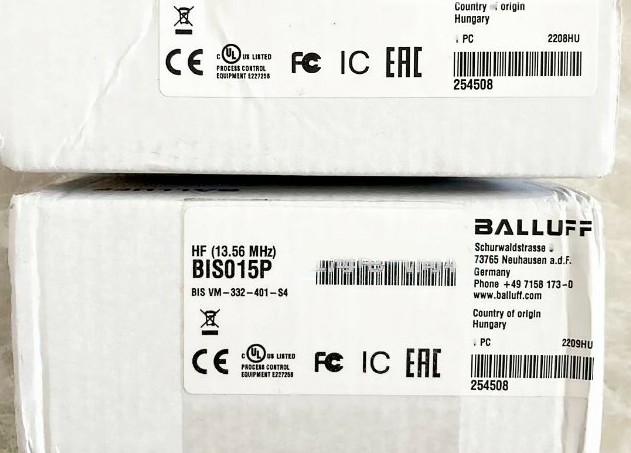 Country of origin
Hungary
PC 2208HU
C UL US LISTED
PROCESS CONTROL
EQUIPMENT E227256
CE FC IC EAC
254508
BALLUFF
HF (13.56 MHz)
BIS015P
BIS VM-332-401-S4
Schurwaldstrasse
73765 Neuhausen a.d.F.
Germany
Phone +49 7158 173-0
www.balluff.com
Country of origin
Hungary
PC 2209HU
C UL US LISTED
PROCESS CONTROL
EQUIPMENT E227256
CE FC IC EAC
254508